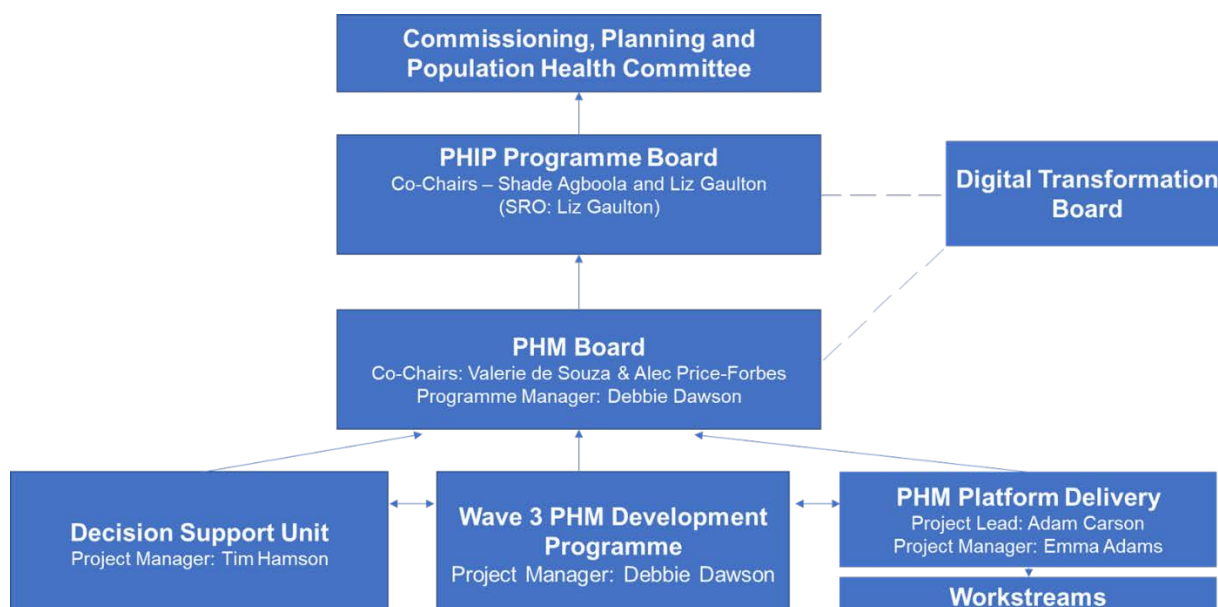 Commissioning, Planning and
Population Health Committee
PHIP Programme Board
Co-Chairs – Shade Agboola and Liz Gaulton
(SRO: Liz Gaulton)
Digital Transformation
Board
PHM Board
Co-Chairs: Valerie de Souza & Alec Price-Forbes
Programme Manager: Debbie Dawson
Decision Support Unit
Project Manager: Tim Hamson
Wave 3 PHM Development
Programme
Project Manager: Debbie Dawson
PHM Platform Delivery
Project Lead: Adam Carson
Project Manager: Emma Adams
Workstreams